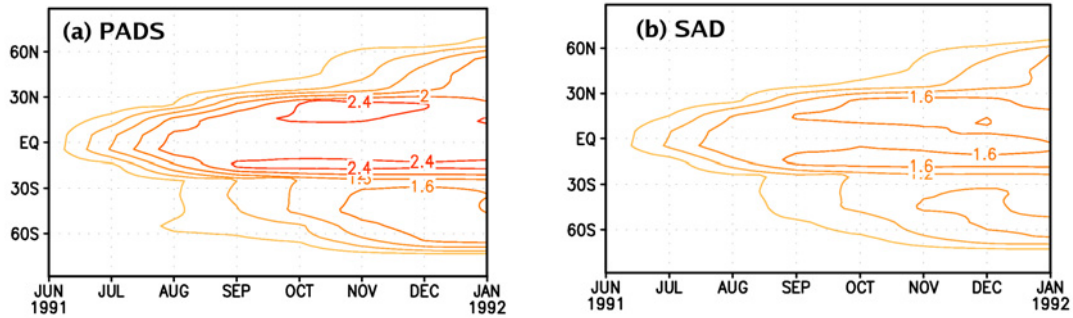 (a) PADS
60N
30N
EQ
30S
60S
2.4
2
2.4
2.4
1.6
JUN JUL AUG SEP OCT NOV DEC JAN
1991 1992
(b) SAD
60N
30N
EQ
30S
60S
1.6
1.6
1.6
1.2
JUN JUL AUG SEP OCT NOV DEC JAN
1991 1992